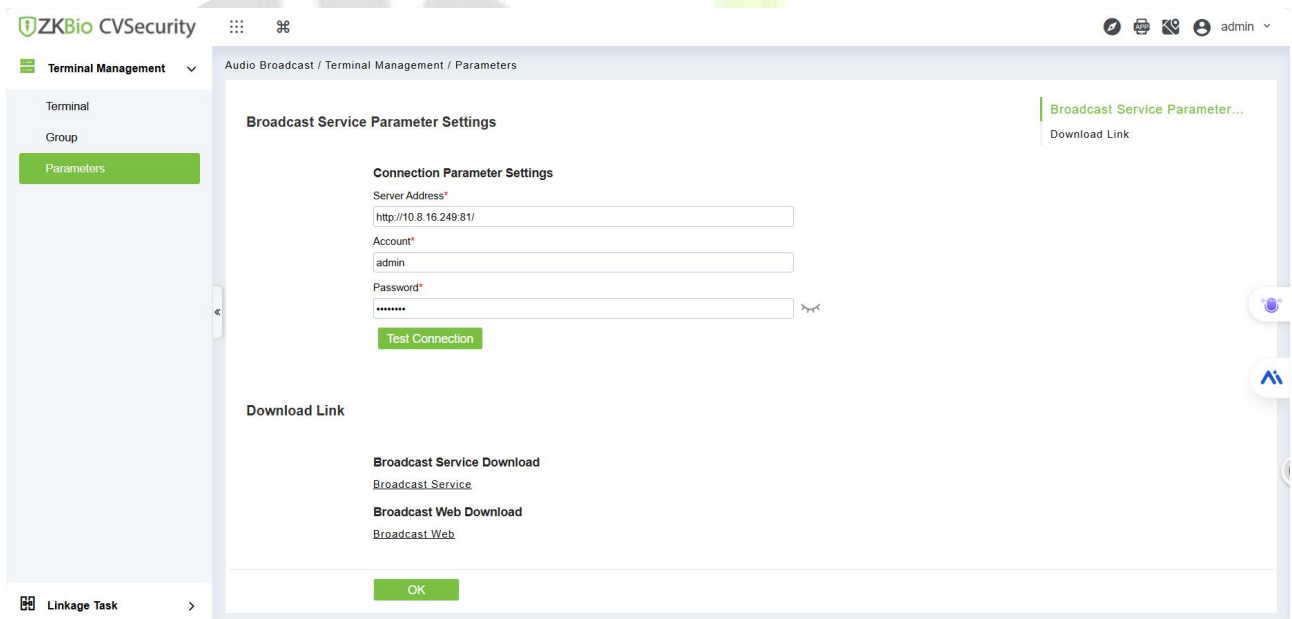 ZKBio CVSecurity
admin
Terminal Management
Terminal
Group
Parameters
Linkage Task
Audio Broadcast / Terminal Management / Parameters
Broadcast Service Parameter Settings
Connection Parameter Settings
Server Address*
http://10.8.16.249:81/
Account*
admin
Password*
••••••••
Test Connection
Download Link
Broadcast Service Download
Broadcast Service
Broadcast Web Download
Broadcast Web
OK
Broadcast Service Parameter...
Download Link